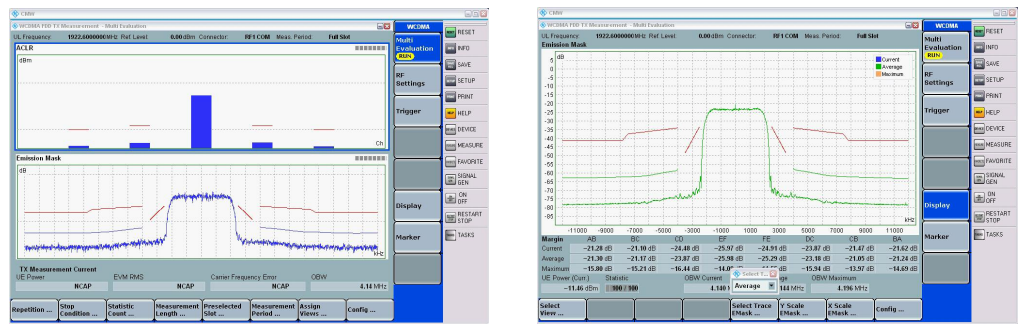 CMW
WCDMA FDD TX Measurement - Multi Evaluation
UL Frequency: 1922.6000000MHz Ref Level: 0.00 dBm Connector: RF1 COM Meas. Period: Full Slot
ACLR
dBm
Ch
Emission Mask
dB
kHz
TX Measurement Current
UE Power EVM RMS Carrier Frequency Error OBW
NCAP NCAP NCAP 4.14 MHz
Repetition ... Stop Condition ... Statistic Count ... Measurement Length ... Preselected Slot ... Measurement Period ... Assign Views ... Config ...
WCDMA
Multi Evaluation
RUN
RF Settings
Trigger
Display
Marker
RESET
INFO
SAVE
SETUP
PRINT
HELP
DEVICE
MEASURE
FAVORITE
SIGNAL GEN
ON OFF
RESTART STOP
TASKS
CMW
WCDMA FDD TX Measurement - Multi Evaluation
UL Frequency: 1922.6000000MHz Ref Level: 0.00 dBm Connector: RF1 COM Meas. Period: Full Slot
Emission Mask
dB
Current
Average
Maximum
5
0
-5
-10
-15
-20
-25
-30
-35
-40
-45
-50
-55
-60
-65
-70
-75
-80
-85
kHz
-11000 -9000 -7000 -5000 -3000 -1000 1000 3000 5000 7000 9000 11000
Margin AB BC CD EF FE DC CB BA
Current -21.28 dB -21.10 dB -24.48 dB -25.97 dB -24.91 dB -23.87 dB -21.47 dB -21.62 dB
Average -21.30 dB -21.17 dB -23.87 dB -25.98 dB -25.29 dB -23.18 dB -21.05 dB -21.24 dB
Maximum -15.80 dB -15.21 dB -16.44 dB -15.94 dB -13.97 dB -14.69 dB
UE Power (Curr.) Statistic OBW Current OBW Maximum
-11.46 dBm 100 / 100 4.140 144 MHz 4.196 MHz
Select T...
Average
Select View ... Select Trace EMask ... Y Scale EMask ... X Scale EMask ... Config ...
WCDMA
Multi Evaluation
RUN
RF Settings
Trigger
Display
Marker
RESET
INFO
SAVE
SETUP
PRINT
HELP
DEVICE
MEASURE
FAVORITE
SIGNAL GEN
ON OFF
RESTART STOP
TASKS